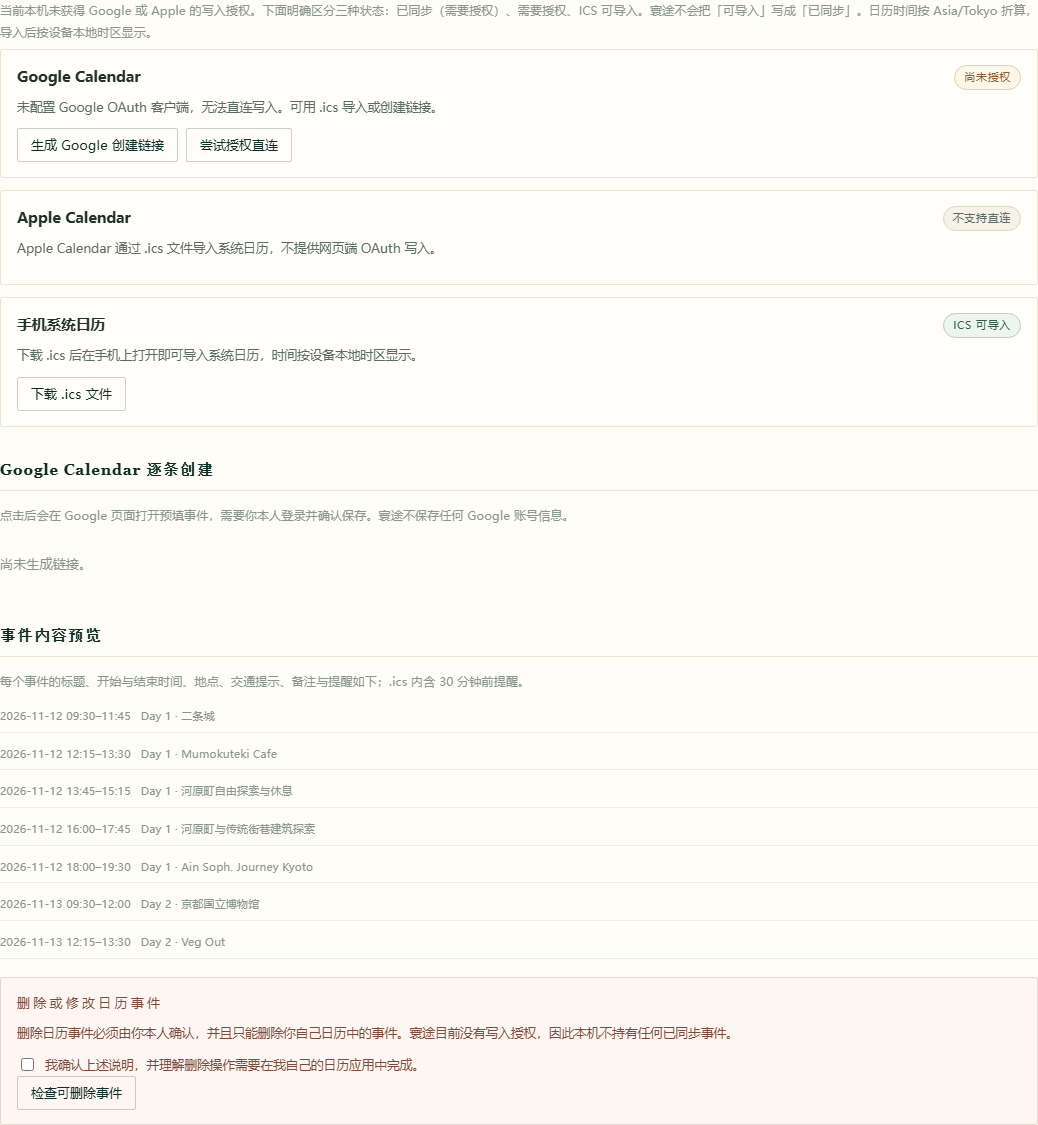 当前本机未获得 Google 或 Apple 的写入授权。下面明确区分三种状态：已同步（需要授权）、需要授权、ICS 可导入。寰途不会把「可导入」写成「已同步」。日历时间按 Asia/Tokyo 折算，
导入后按设备本地时区显示。
Google Calendar
尚未授权
未配置 Google OAuth 客户端，无法直连写入。可用 .ics 导入或创建链接。
生成 Google 创建链接
尝试授权直连
Apple Calendar
不支持直连
Apple Calendar 通过 .ics 文件导入系统日历，不提供网页端 OAuth 写入。
手机系统日历
ICS 可导入
下载 .ics 后在手机上打开即可导入系统日历，时间按设备本地时区显示。
下载 .ics 文件
Google Calendar 逐条创建
点击后会在 Google 页面打开预填事件，需要你本人登录并确认保存。寰途不保存任何 Google 账号信息。
尚未生成链接。
事件内容预览
每个事件的标题、开始与结束时间、地点、交通提示、备注与提醒如下；.ics 内含 30 分钟前提醒。
2026-11-12 09:30–11:45 Day 1 · 二条城
2026-11-12 12:15–13:30 Day 1 · Mumokuteki Cafe
2026-11-12 13:45–15:15 Day 1 · 河原町自由探索与休息
2026-11-12 16:00–17:45 Day 1 · 河原町与传统街巷建筑探索
2026-11-12 18:00–19:30 Day 1 · Ain Soph. Journey Kyoto
2026-11-13 09:30–12:00 Day 2 · 京都国立博物馆
2026-11-13 12:15–13:30 Day 2 · Veg Out
删除或修改日历事件
删除日历事件必须由你本人确认，并且只能删除你自己日历中的事件。寰途目前没有写入授权，因此本机不持有任何已同步事件。
我确认上述说明，并理解删除操作需要在我自己的日历应用中完成。
检查可删除事件